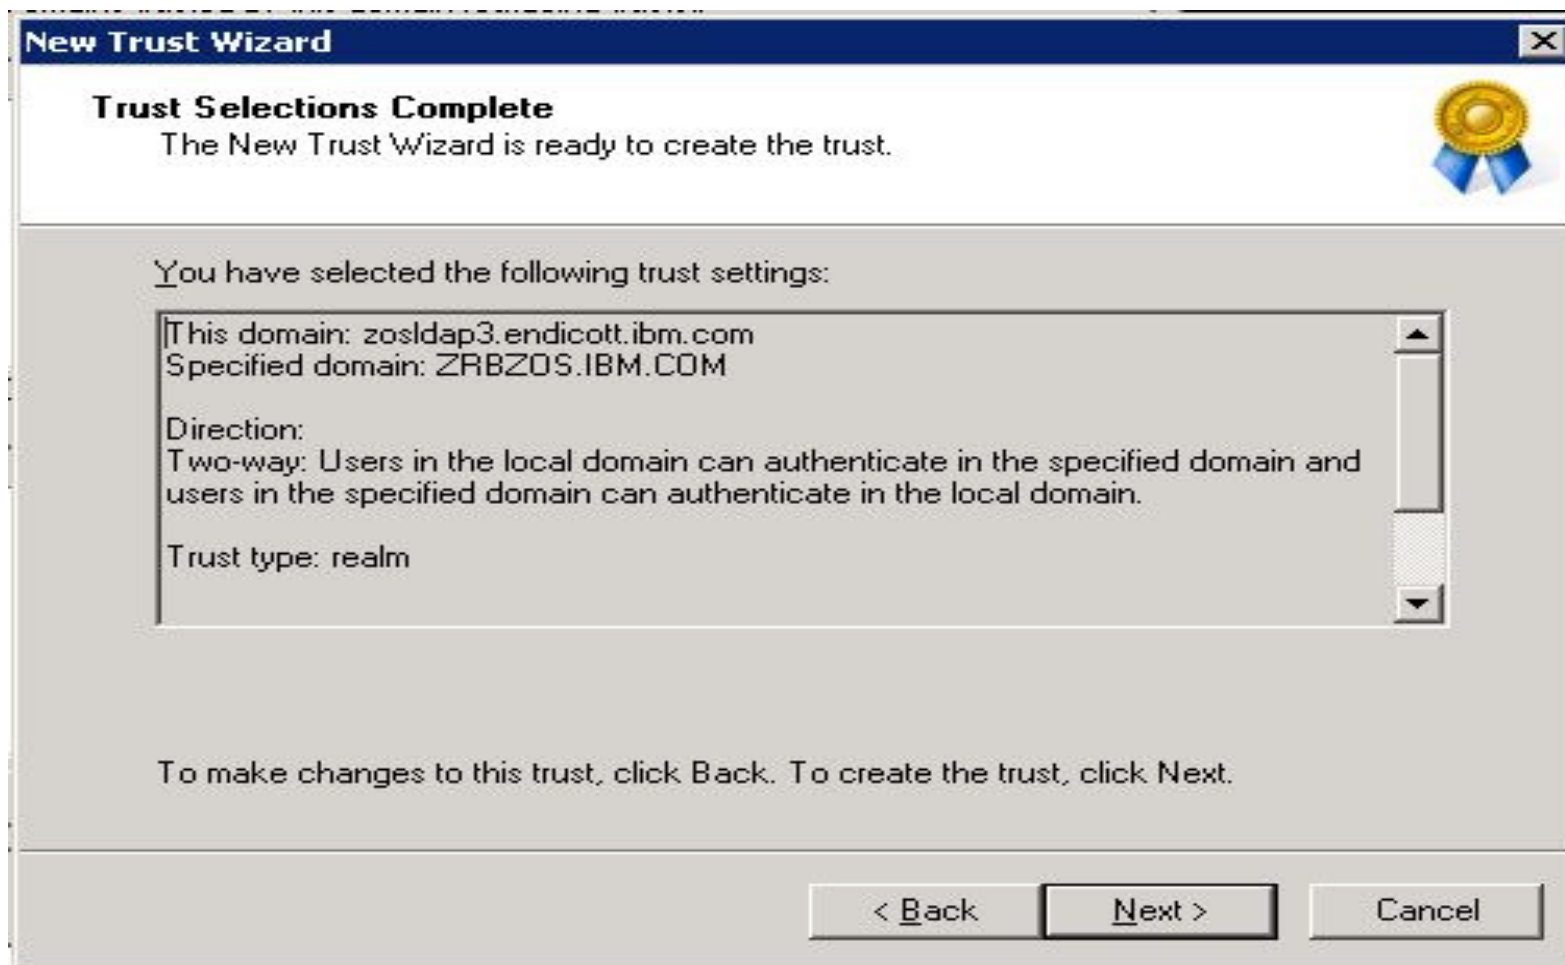 New Trust Wizard
Trust Selections Complete
The New Trust Wizard is ready to create the trust.
You have selected the following trust settings:
This domain: zosldap3.endicott.ibm.com
Specified domain: ZRBZOS.IBM.COM
Direction:
Two-way: Users in the local domain can authenticate in the specified domain and
users in the specified domain can authenticate in the local domain.
Trust type: realm
To make changes to this trust, click Back. To create the trust, click Next.
< Back
Next >
Cancel